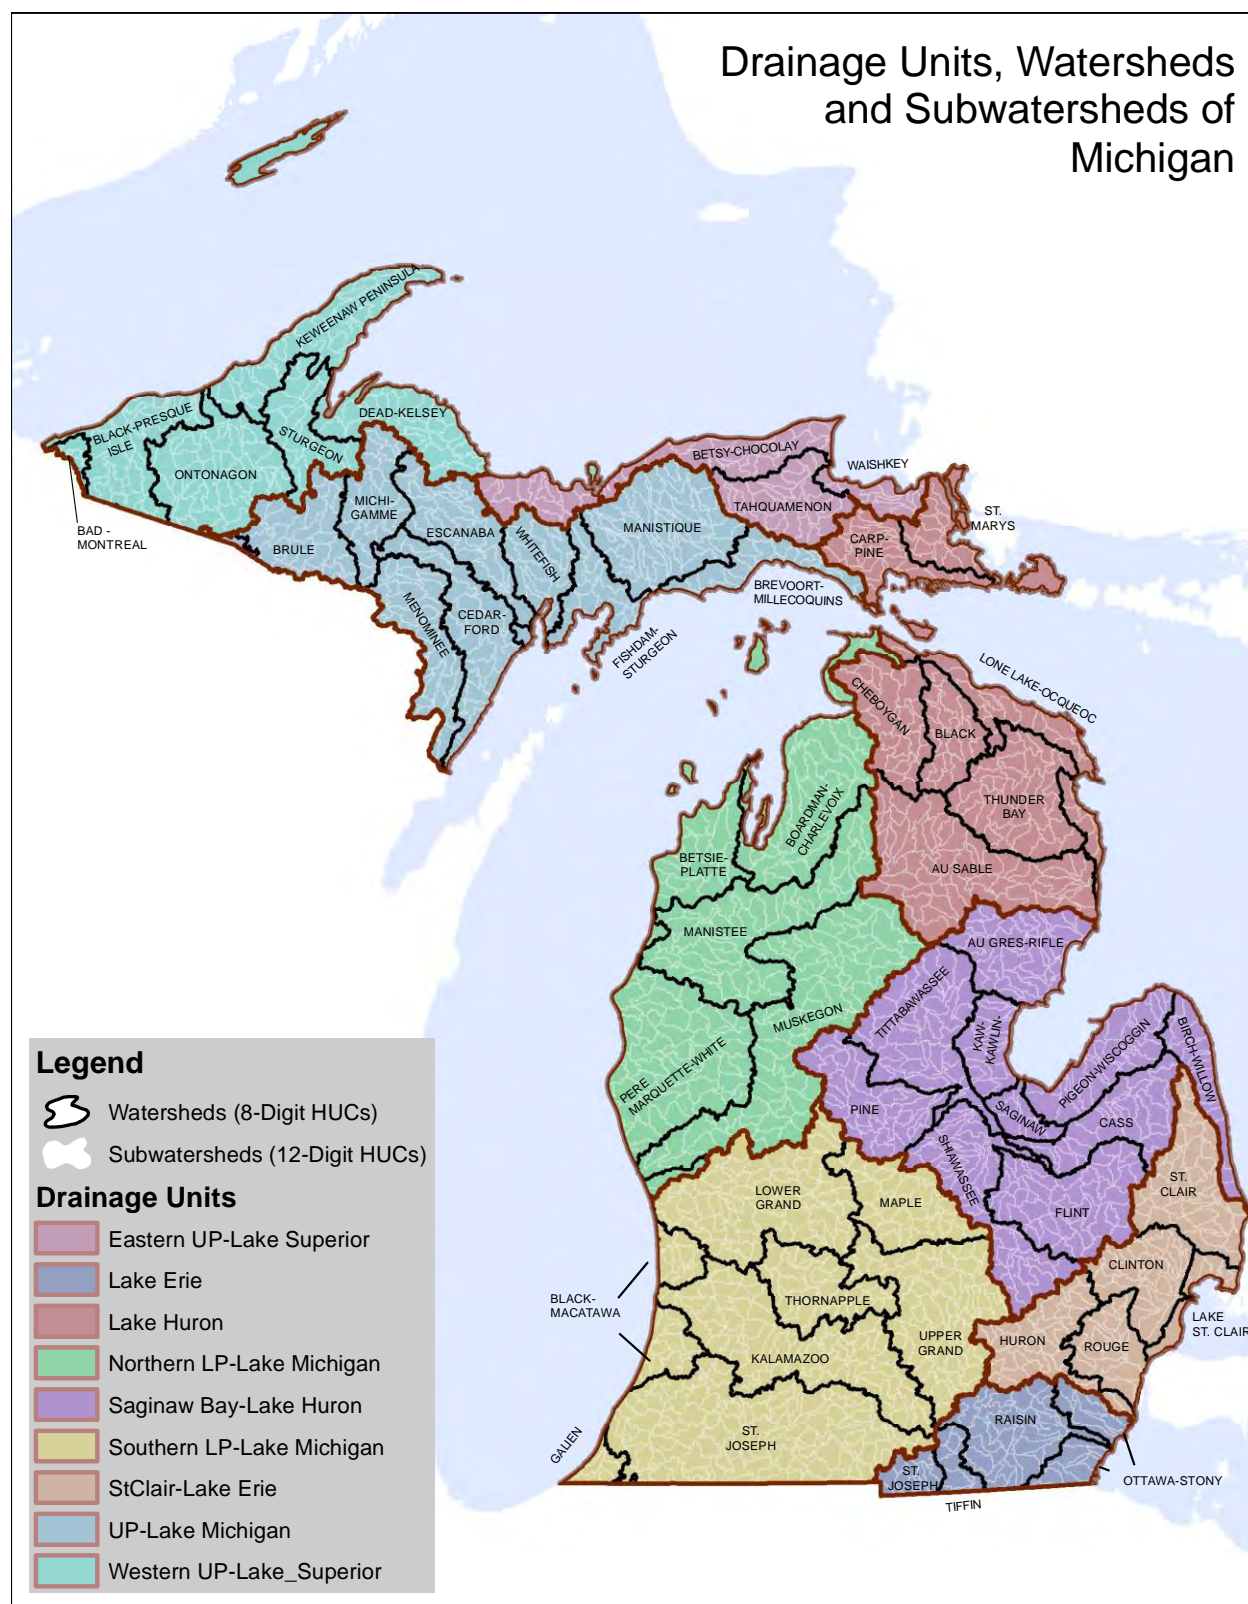 Drainage Units, Watersheds
and Subwatersheds of
Michigan
KEWEENAW PENINSULA
BLACK-PRESQUE
ISLE
DEAD-KELSEY
STURGEON
ONTONAGON
BAD -
MONTREAL
BETSY-CHOCOLAY
WAISHKEY
TAHQUAMENON
ST.
MARYS
MICHI-
GAMME
ESCANABA
WHITEFISH
MANISTIQUE
CARP-
PINE
BRULE
BREVOORT-
MILLECOQUINS
MENOMINEE
CEDAR-
FORD
FISHDAM-
STURGEON
LONE LAKE-OCQUEOC
CHEBOYGAN
BLACK
THUNDER
BAY
BOARDMAN-
CHARLEVOIX
BETSIE-
PLATTE
AU SABLE
MANISTEE
AU GRES-RIFLE
TITTABAWASSEE
KAW-
KAWLIN-
MUSKEGON
PIGEON-WISCOGGIN
BIRCH-WILLOW
PERE
MARQUETTE-WHITE
PINE
SAGINAW
CASS
SHIAWASSEE
ST.
CLAIR
LOWER
GRAND
MAPLE
FLINT
CLINTON
BLACK-
MACATAWA
THORNAPPLE
UPPER
GRAND
HURON
ROUGE
LAKE
ST. CLAIR
KALAMAZOO
ST.
JOSEPH
RAISIN
GALIEN
ST.
JOSEPH
TIFFIN
OTTAWA-STONY
Legend
Watersheds (8-Digit HUCs)
Subwatersheds (12-Digit HUCs)
Drainage Units
Eastern UP-Lake Superior
Lake Erie
Lake Huron
Northern LP-Lake Michigan
Saginaw Bay-Lake Huron
Southern LP-Lake Michigan
StClair-Lake Erie
UP-Lake Michigan
Western UP-Lake_Superior